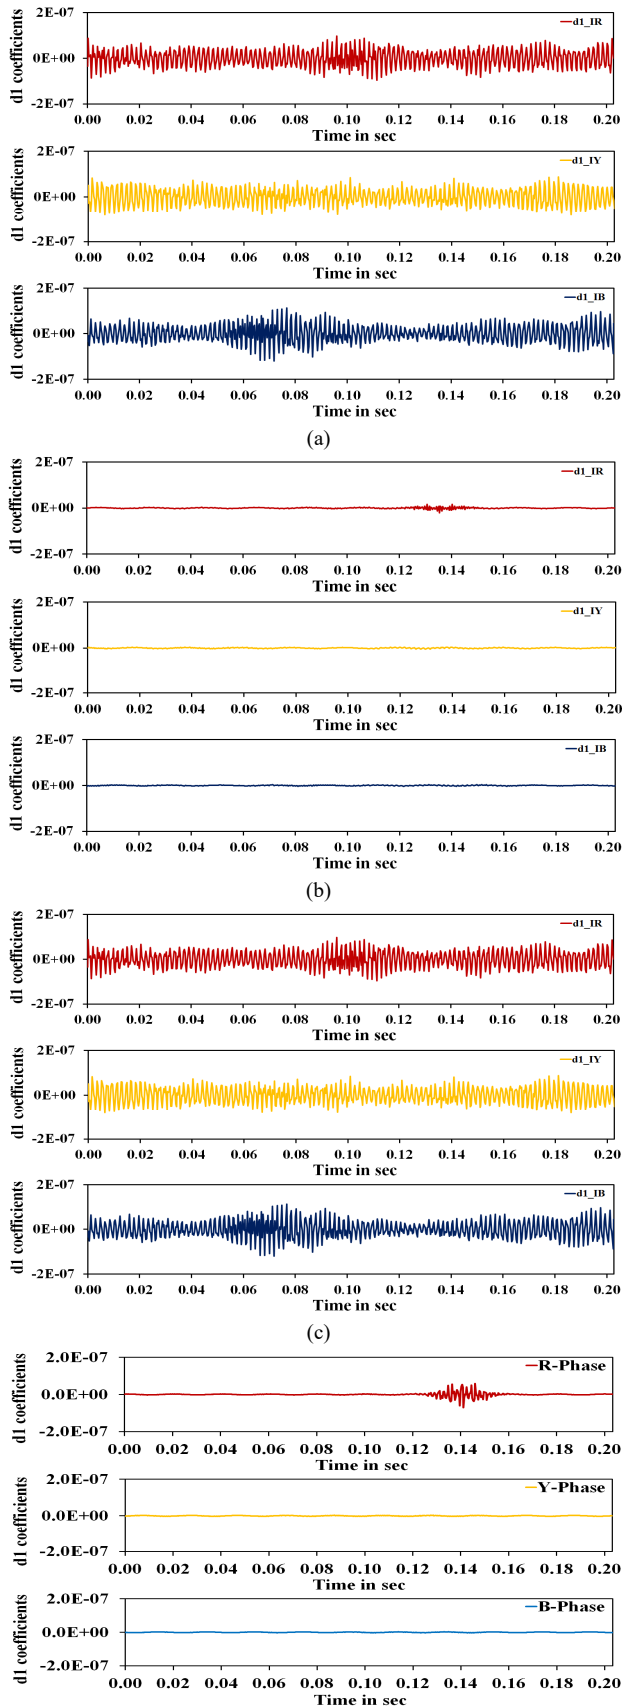 d1_IR
d1 coefficients
2E-07
0E+00
-2E-07
0.00 0.02 0.04 0.06 0.08 0.10 0.12 0.14 0.16 0.18 0.20
Time in sec
d1_IY
d1 coefficients
2E-07
0E+00
-2E-07
0.00 0.02 0.04 0.06 0.08 0.10 0.12 0.14 0.16 0.18 0.20
Time in sec
d1_IB
d1 coefficients
2E-07
0E+00
-2E-07
0.00 0.02 0.04 0.06 0.08 0.10 0.12 0.14 0.16 0.18 0.20
Time in sec
(a)
d1_IR
d1 coefficients
2E-07
0E+00
-2E-07
0.00 0.02 0.04 0.06 0.08 0.10 0.12 0.14 0.16 0.18 0.20
Time in sec
d1_IY
d1 coefficients
2E-07
0E+00
-2E-07
0.00 0.02 0.04 0.06 0.08 0.10 0.12 0.14 0.16 0.18 0.20
Time in sec
d1_IB
d1 coefficients
2E-07
0E+00
-2E-07
0.00 0.02 0.04 0.06 0.08 0.10 0.12 0.14 0.16 0.18 0.20
Time in sec
(b)
d1_IR
d1 coefficients
2E-07
0E+00
-2E-07
0.00 0.02 0.04 0.06 0.08 0.10 0.12 0.14 0.16 0.18 0.20
Time in sec
d1_IY
d1 coefficients
2E-07
0E+00
-2E-07
0.00 0.02 0.04 0.06 0.08 0.10 0.12 0.14 0.16 0.18 0.20
Time in sec
d1_IB
d1 coefficients
2E-07
0E+00
-2E-07
0.00 0.02 0.04 0.06 0.08 0.10 0.12 0.14 0.16 0.18 0.20
Time in sec
(c)
R-Phase
d1 coefficients
2.0E-07
0.0E+00
-2.0E-07
0.00 0.02 0.04 0.06 0.08 0.10 0.12 0.14 0.16 0.18 0.20
Time in sec
Y-Phase
d1 coefficients
2.0E-07
0.0E+00
-2.0E-07
0.00 0.02 0.04 0.06 0.08 0.10 0.12 0.14 0.16 0.18 0.20
Time in sec
B-Phase
d1 coefficients
2.0E-07
0.0E+00
-2.0E-07
0.00 0.02 0.04 0.06 0.08 0.10 0.12 0.14 0.16 0.18 0.20
Time in sec